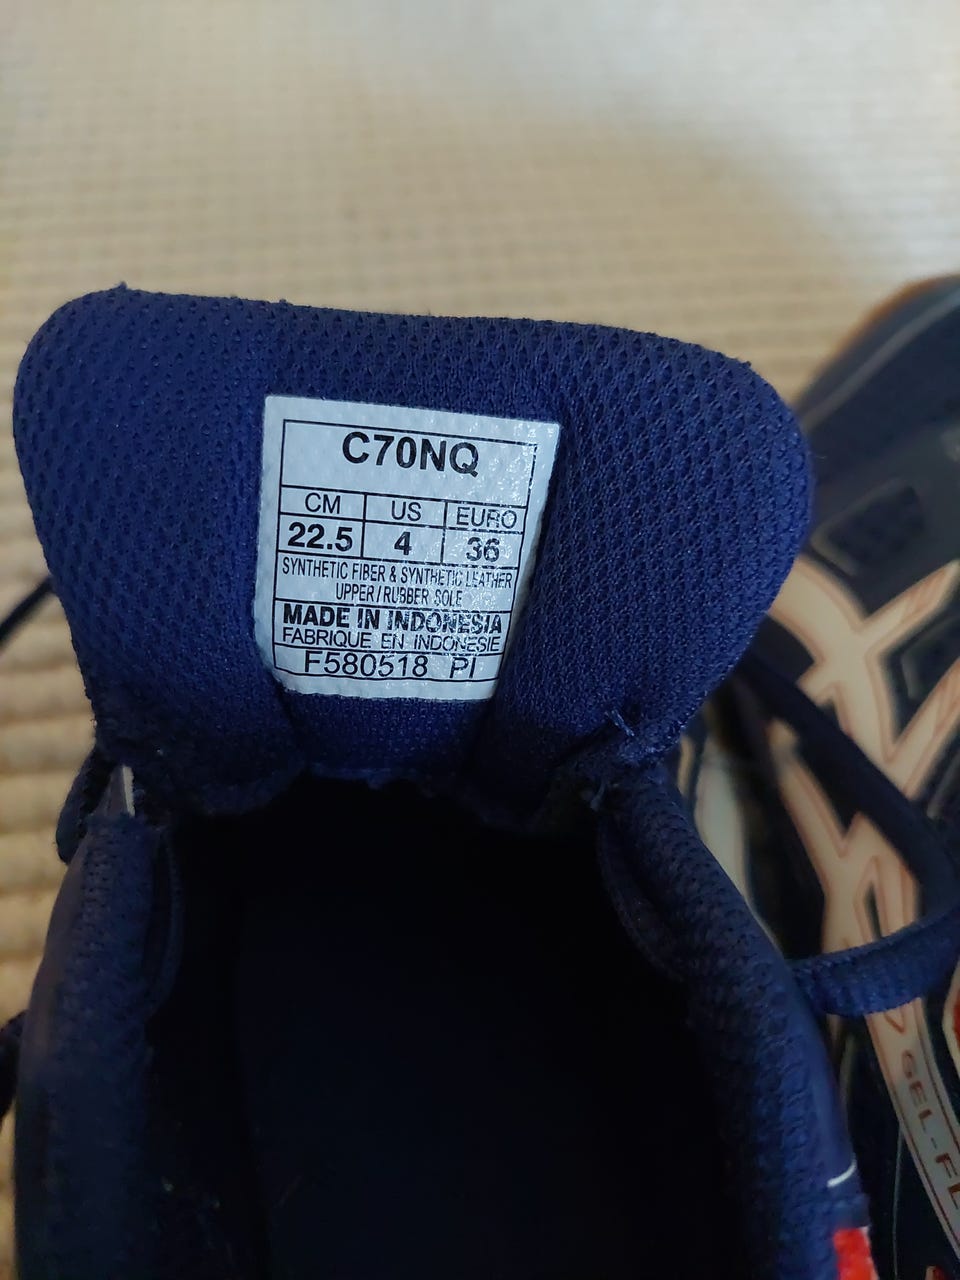 C70NQ
CM US EURO
22.5 4 36
SYNTHETIC FIBER & SYNTHETIC LEATHER
UPPER/RUBBER SOLE
MADE IN INDONESIA
FABRIQUE EN INDONESIE
F580518 PI
GEL-FL